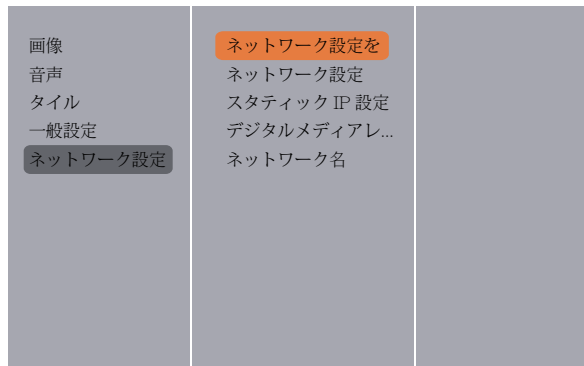 画像
音声
タイル
一般設定
ネットワーク設定
ネットワーク設定を
ネットワーク設定
スタティック IP 設定
デジタルメディアレ...
ネットワーク名